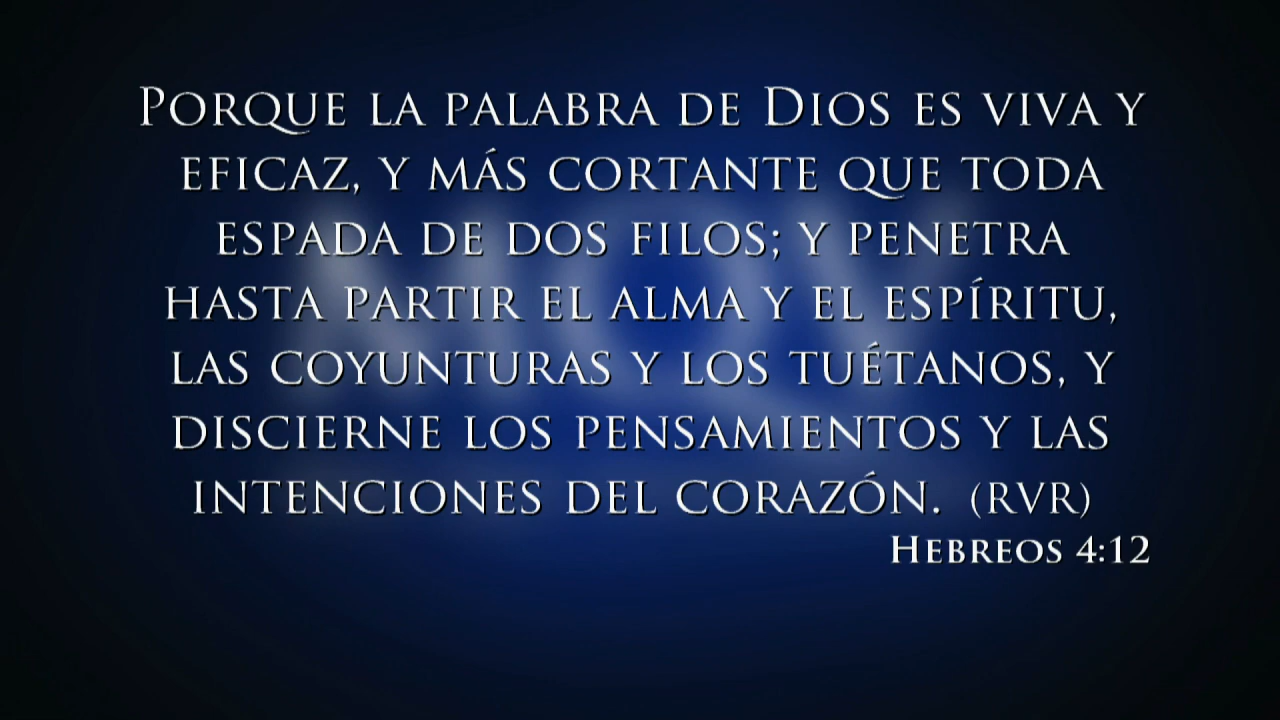 Porque la palabra de Dios es viva y
eficaz, y más cortante que toda
espada de dos filos; y penetra
hasta partir el alma y el espíritu,
las coyunturas y los tuétanos, y
discierne los pensamientos y las
intenciones del corazón. (RVR)
Hebreos 4:12